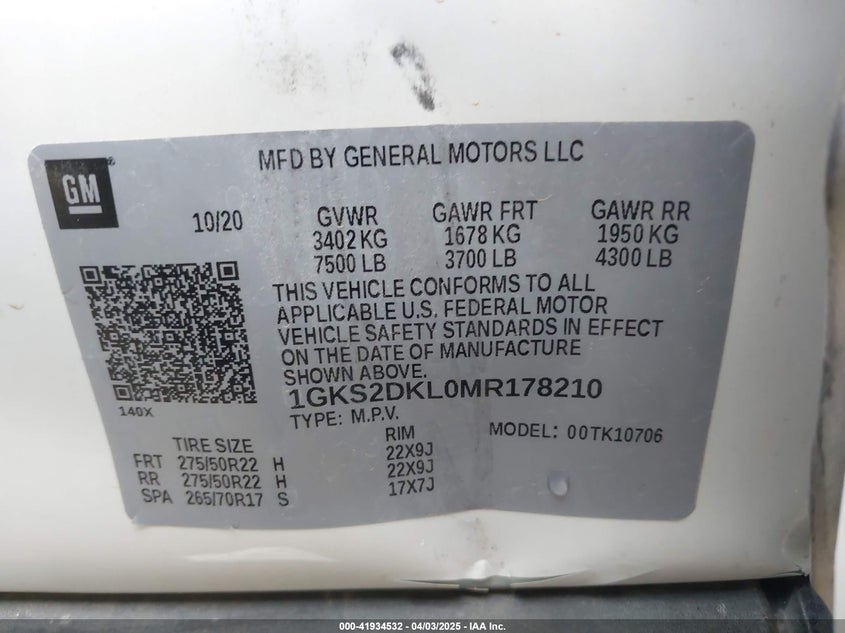 MFD BY GENERAL MOTORS LLC
GM
10/20 GVWR GAWR FRT GAWR RR
3402 KG 1678 KG 1950 KG
7500 LB 3700 LB 4300 LB
THIS VEHICLE CONFORMS TO ALL
APPLICABLE U.S. FEDERAL MOTOR
VEHICLE SAFETY STANDARDS IN EFFECT
ON THE DATE OF MANUFACTURE
SHOWN ABOVE.
1GKS2DKL0MR178210
140X
TYPE: M.P.V.
MODEL: 00TK10706
TIRE SIZE RIM
FRT 275/50R22 H 22X9J
RR 275/50R22 H 22X9J
SPA 265/70R17 S 17X7J
000-41934532 - 04/03/2025 - IAA Inc.